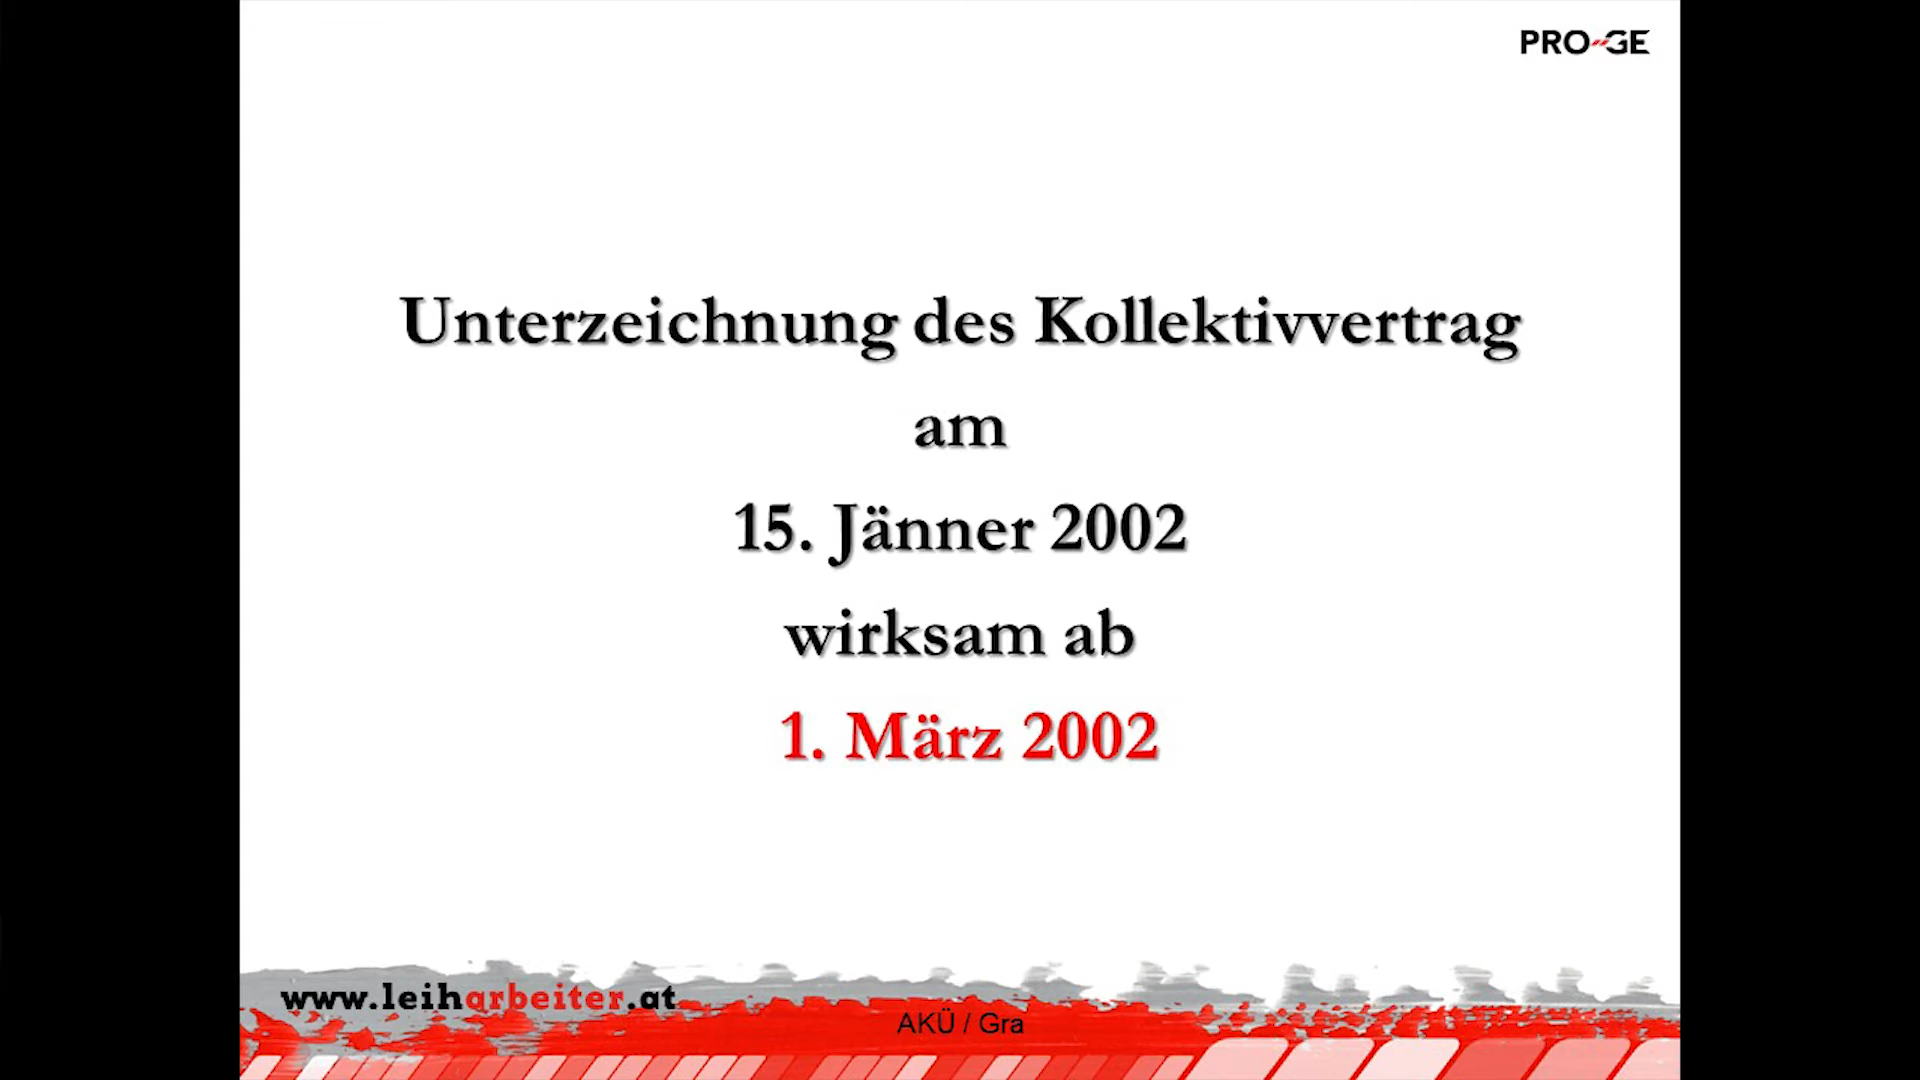 PRO-GE
Unterzeichnung des Kollektivvertrag
am
15. Jänner 2002
wirksam ab
1. März 2002
www.leiharbeiter.at
AKÜ / Gra